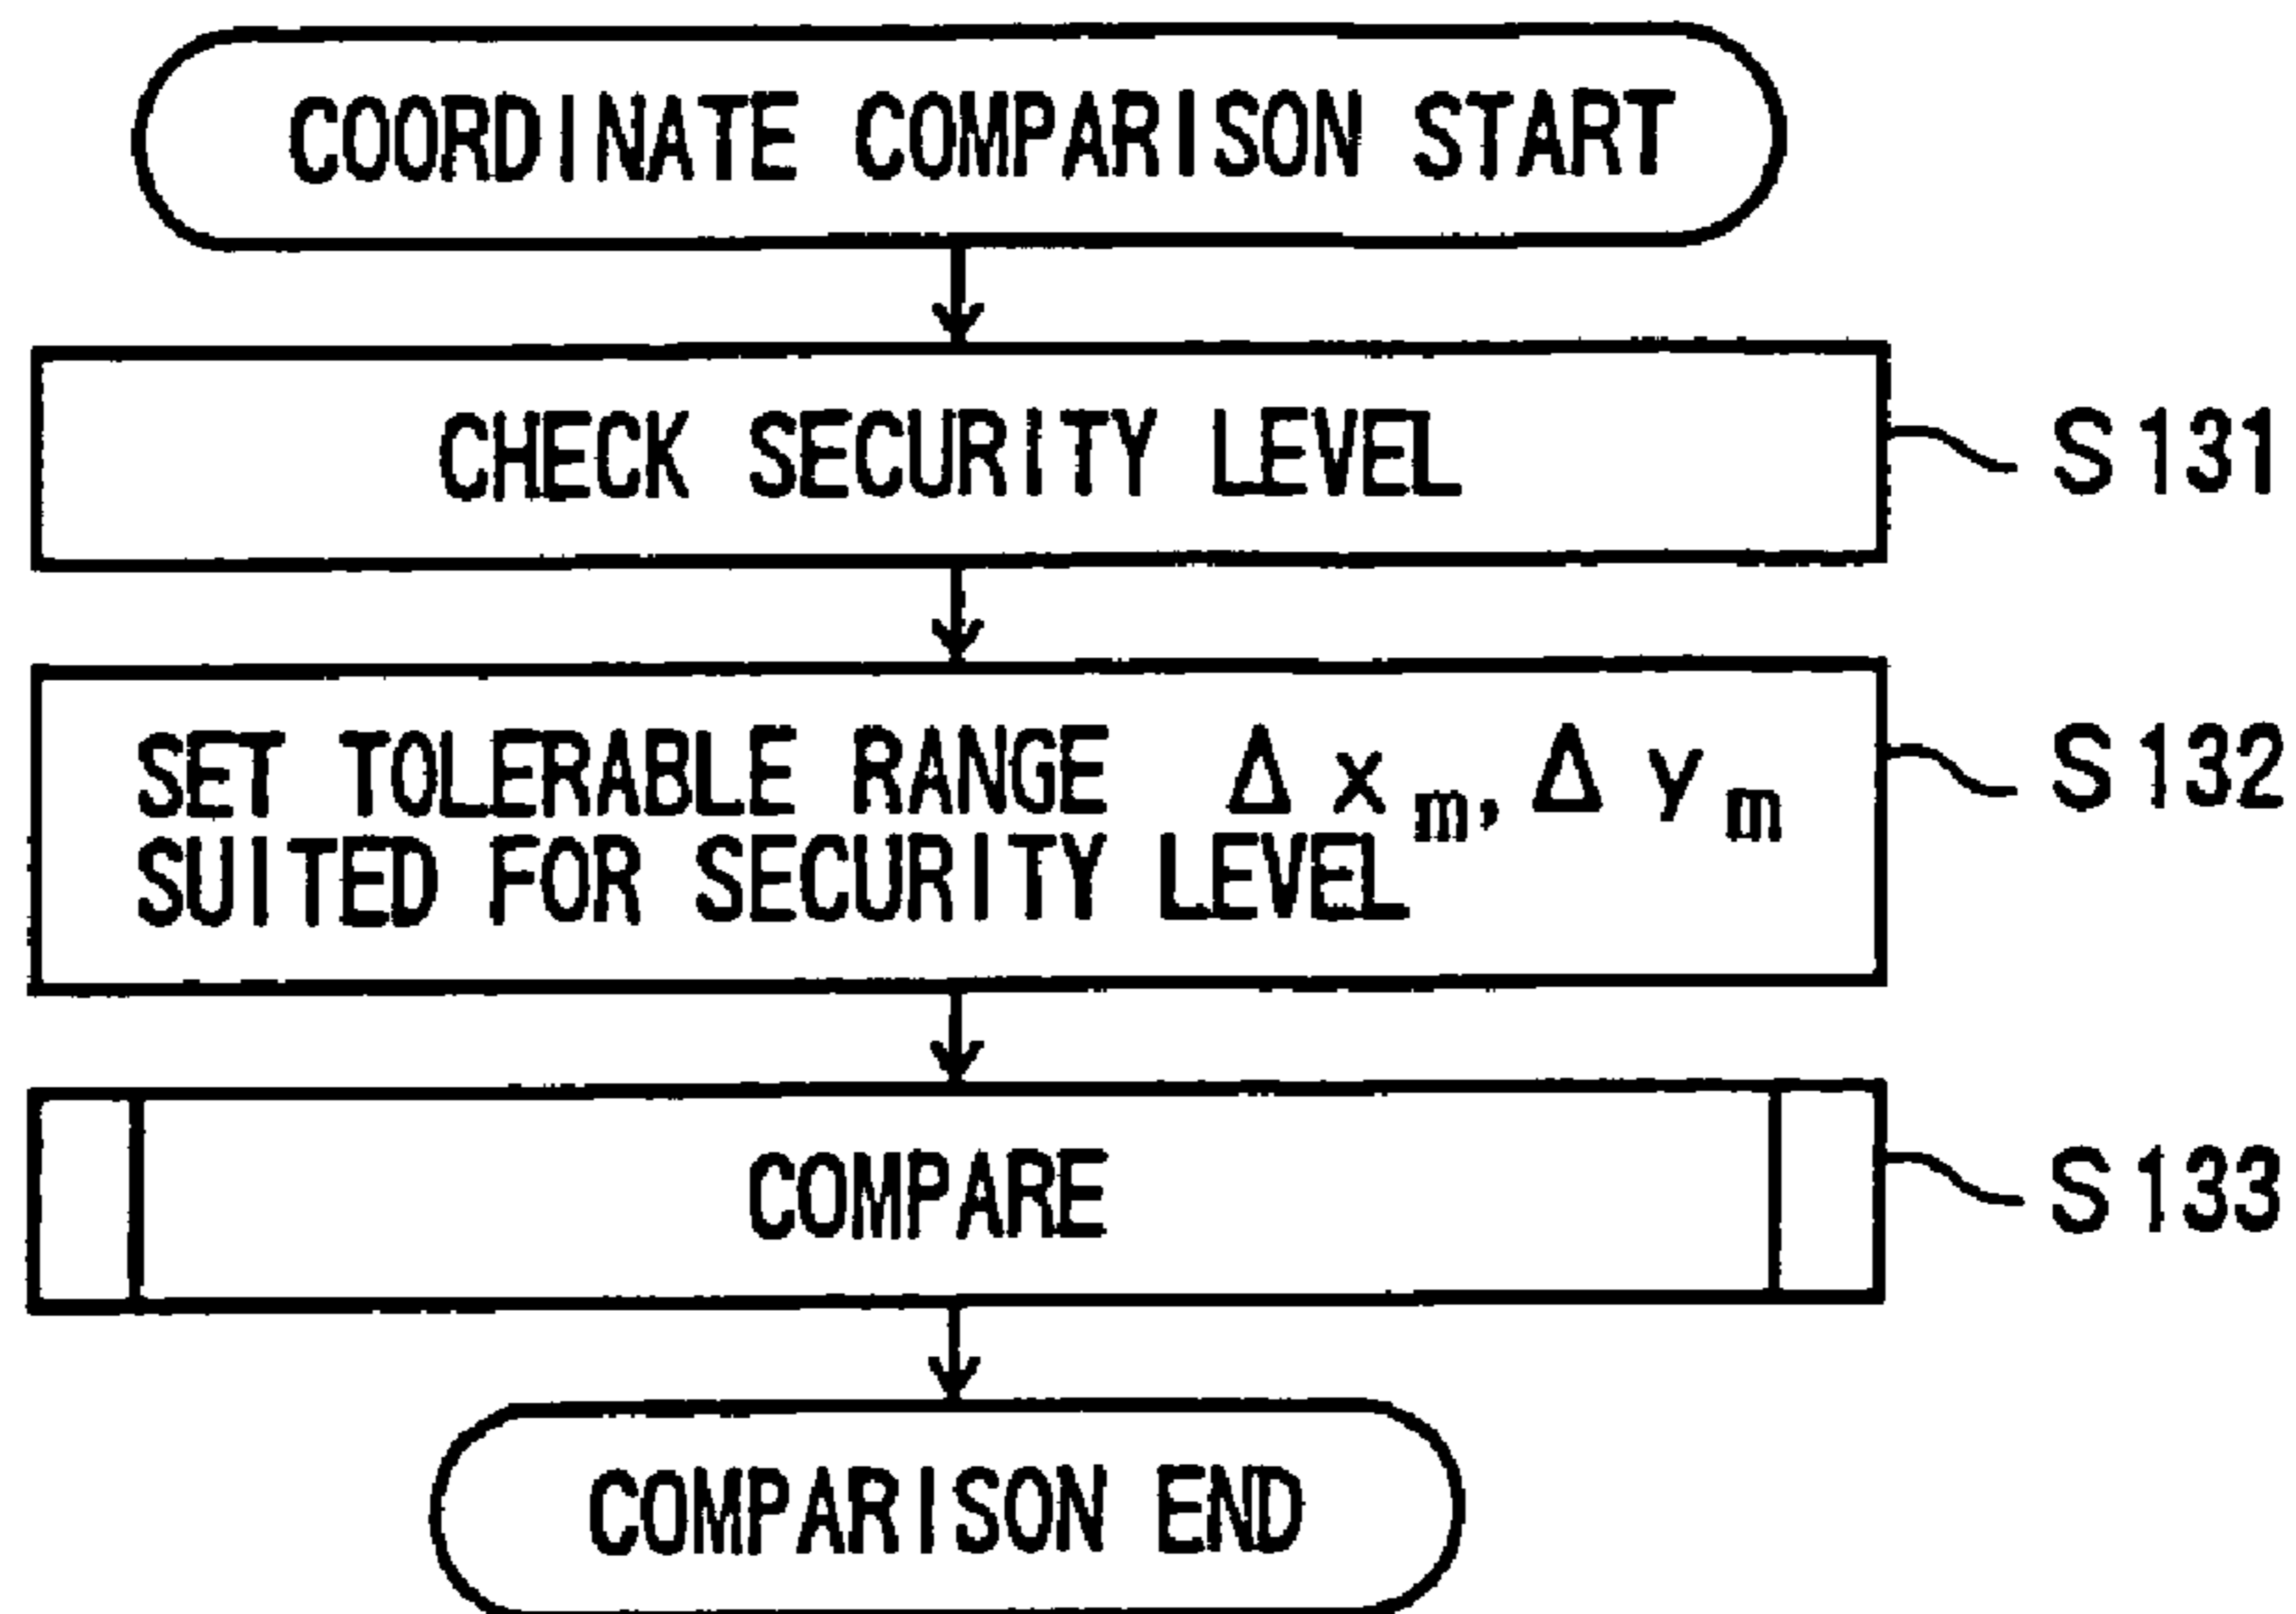 COORDINATE COMPARISON START
CHECK SECURITY LEVEL
S131
SET TOLERABLE RANGE Δxₘ, Δyₘ
SUITED FOR SECURITY LEVEL
S132
COMPARE
S133
COMPARISON END